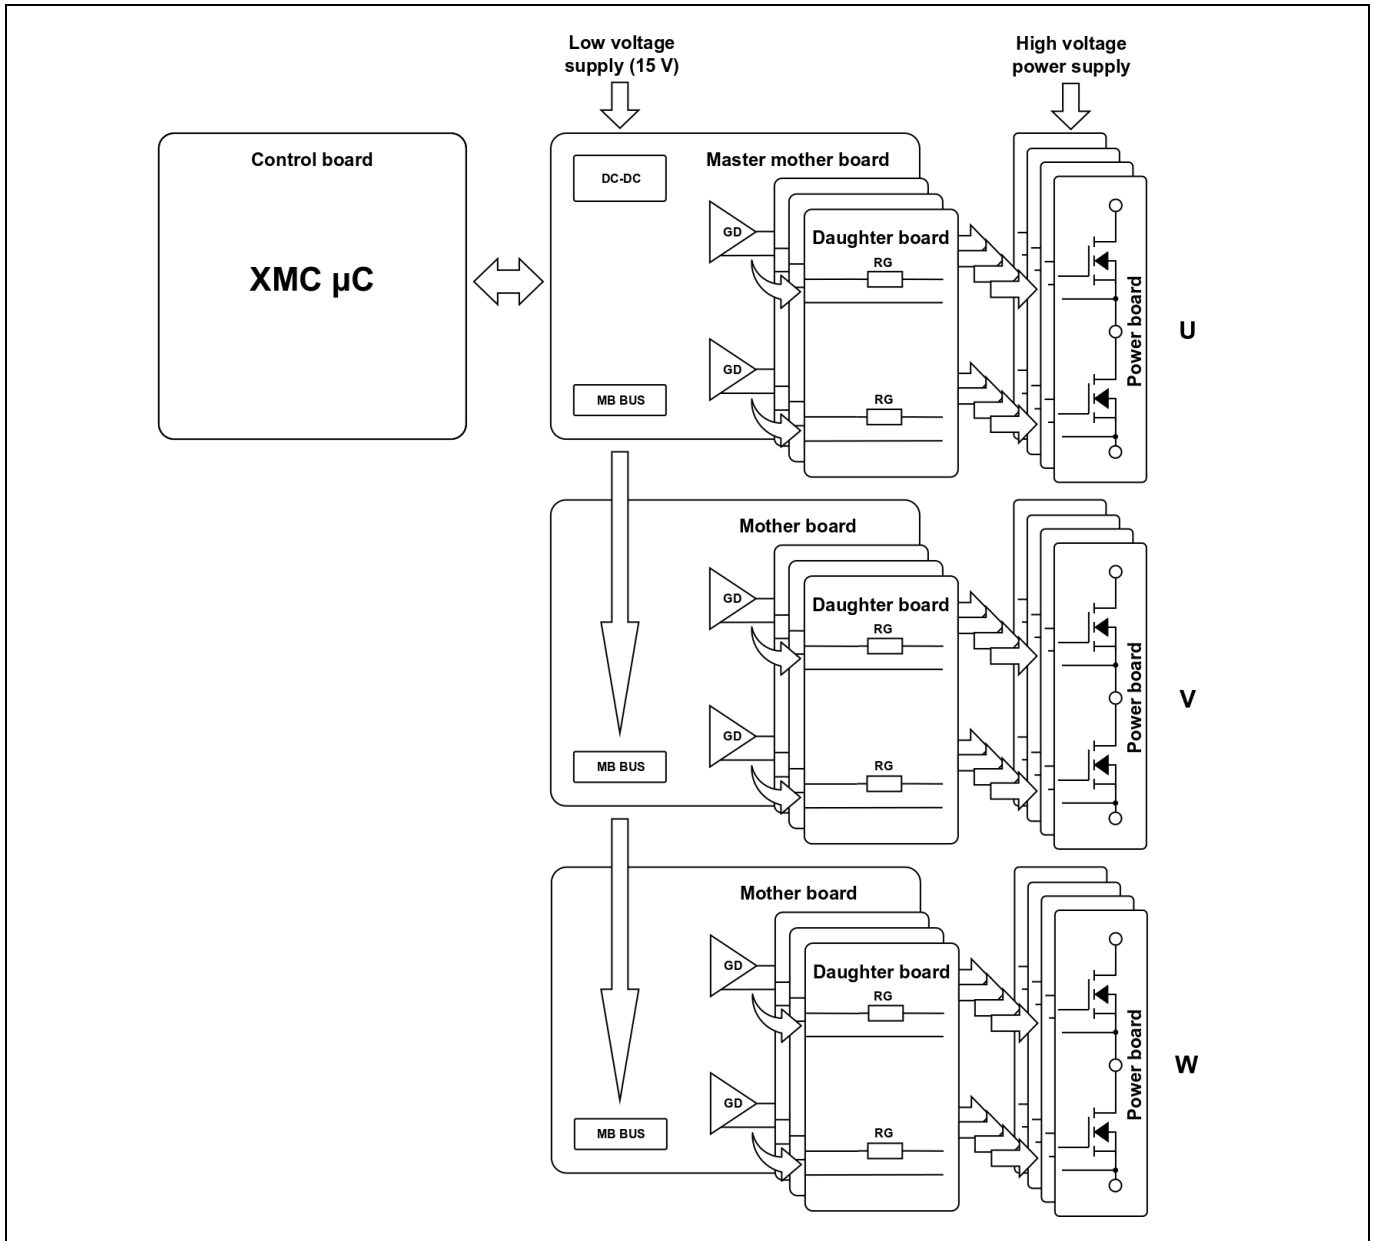 Low voltage
supply (15 V)
High voltage
power supply
Control board
XMC µC
Master mother board
DC-DC
MB BUS
GD
GD
Daughter board
RG
RG
Power board
U
Mother board
MB BUS
GD
GD
Daughter board
RG
RG
Power board
V
Mother board
MB BUS
GD
GD
Daughter board
RG
RG
Power board
W